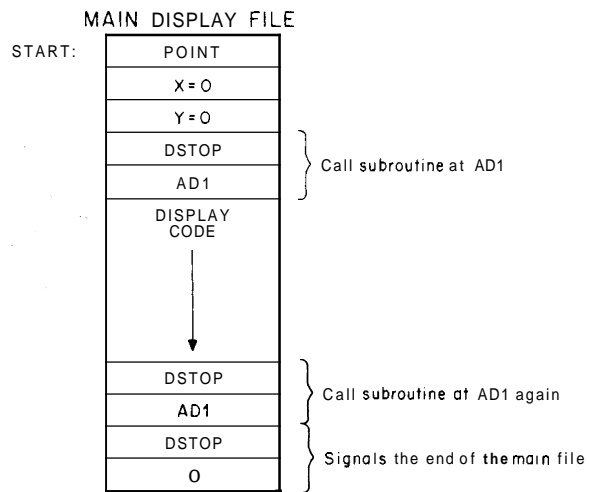 MAIN DISPLAY FILE
START: POINT
X=0
Y=0
DSTOP
AD1
Call subroutine at AD1
DISPLAY
CODE
DSTOP
AD1
Call subroutine at AD1 again
DSTOP
0
Signals the end of the main file